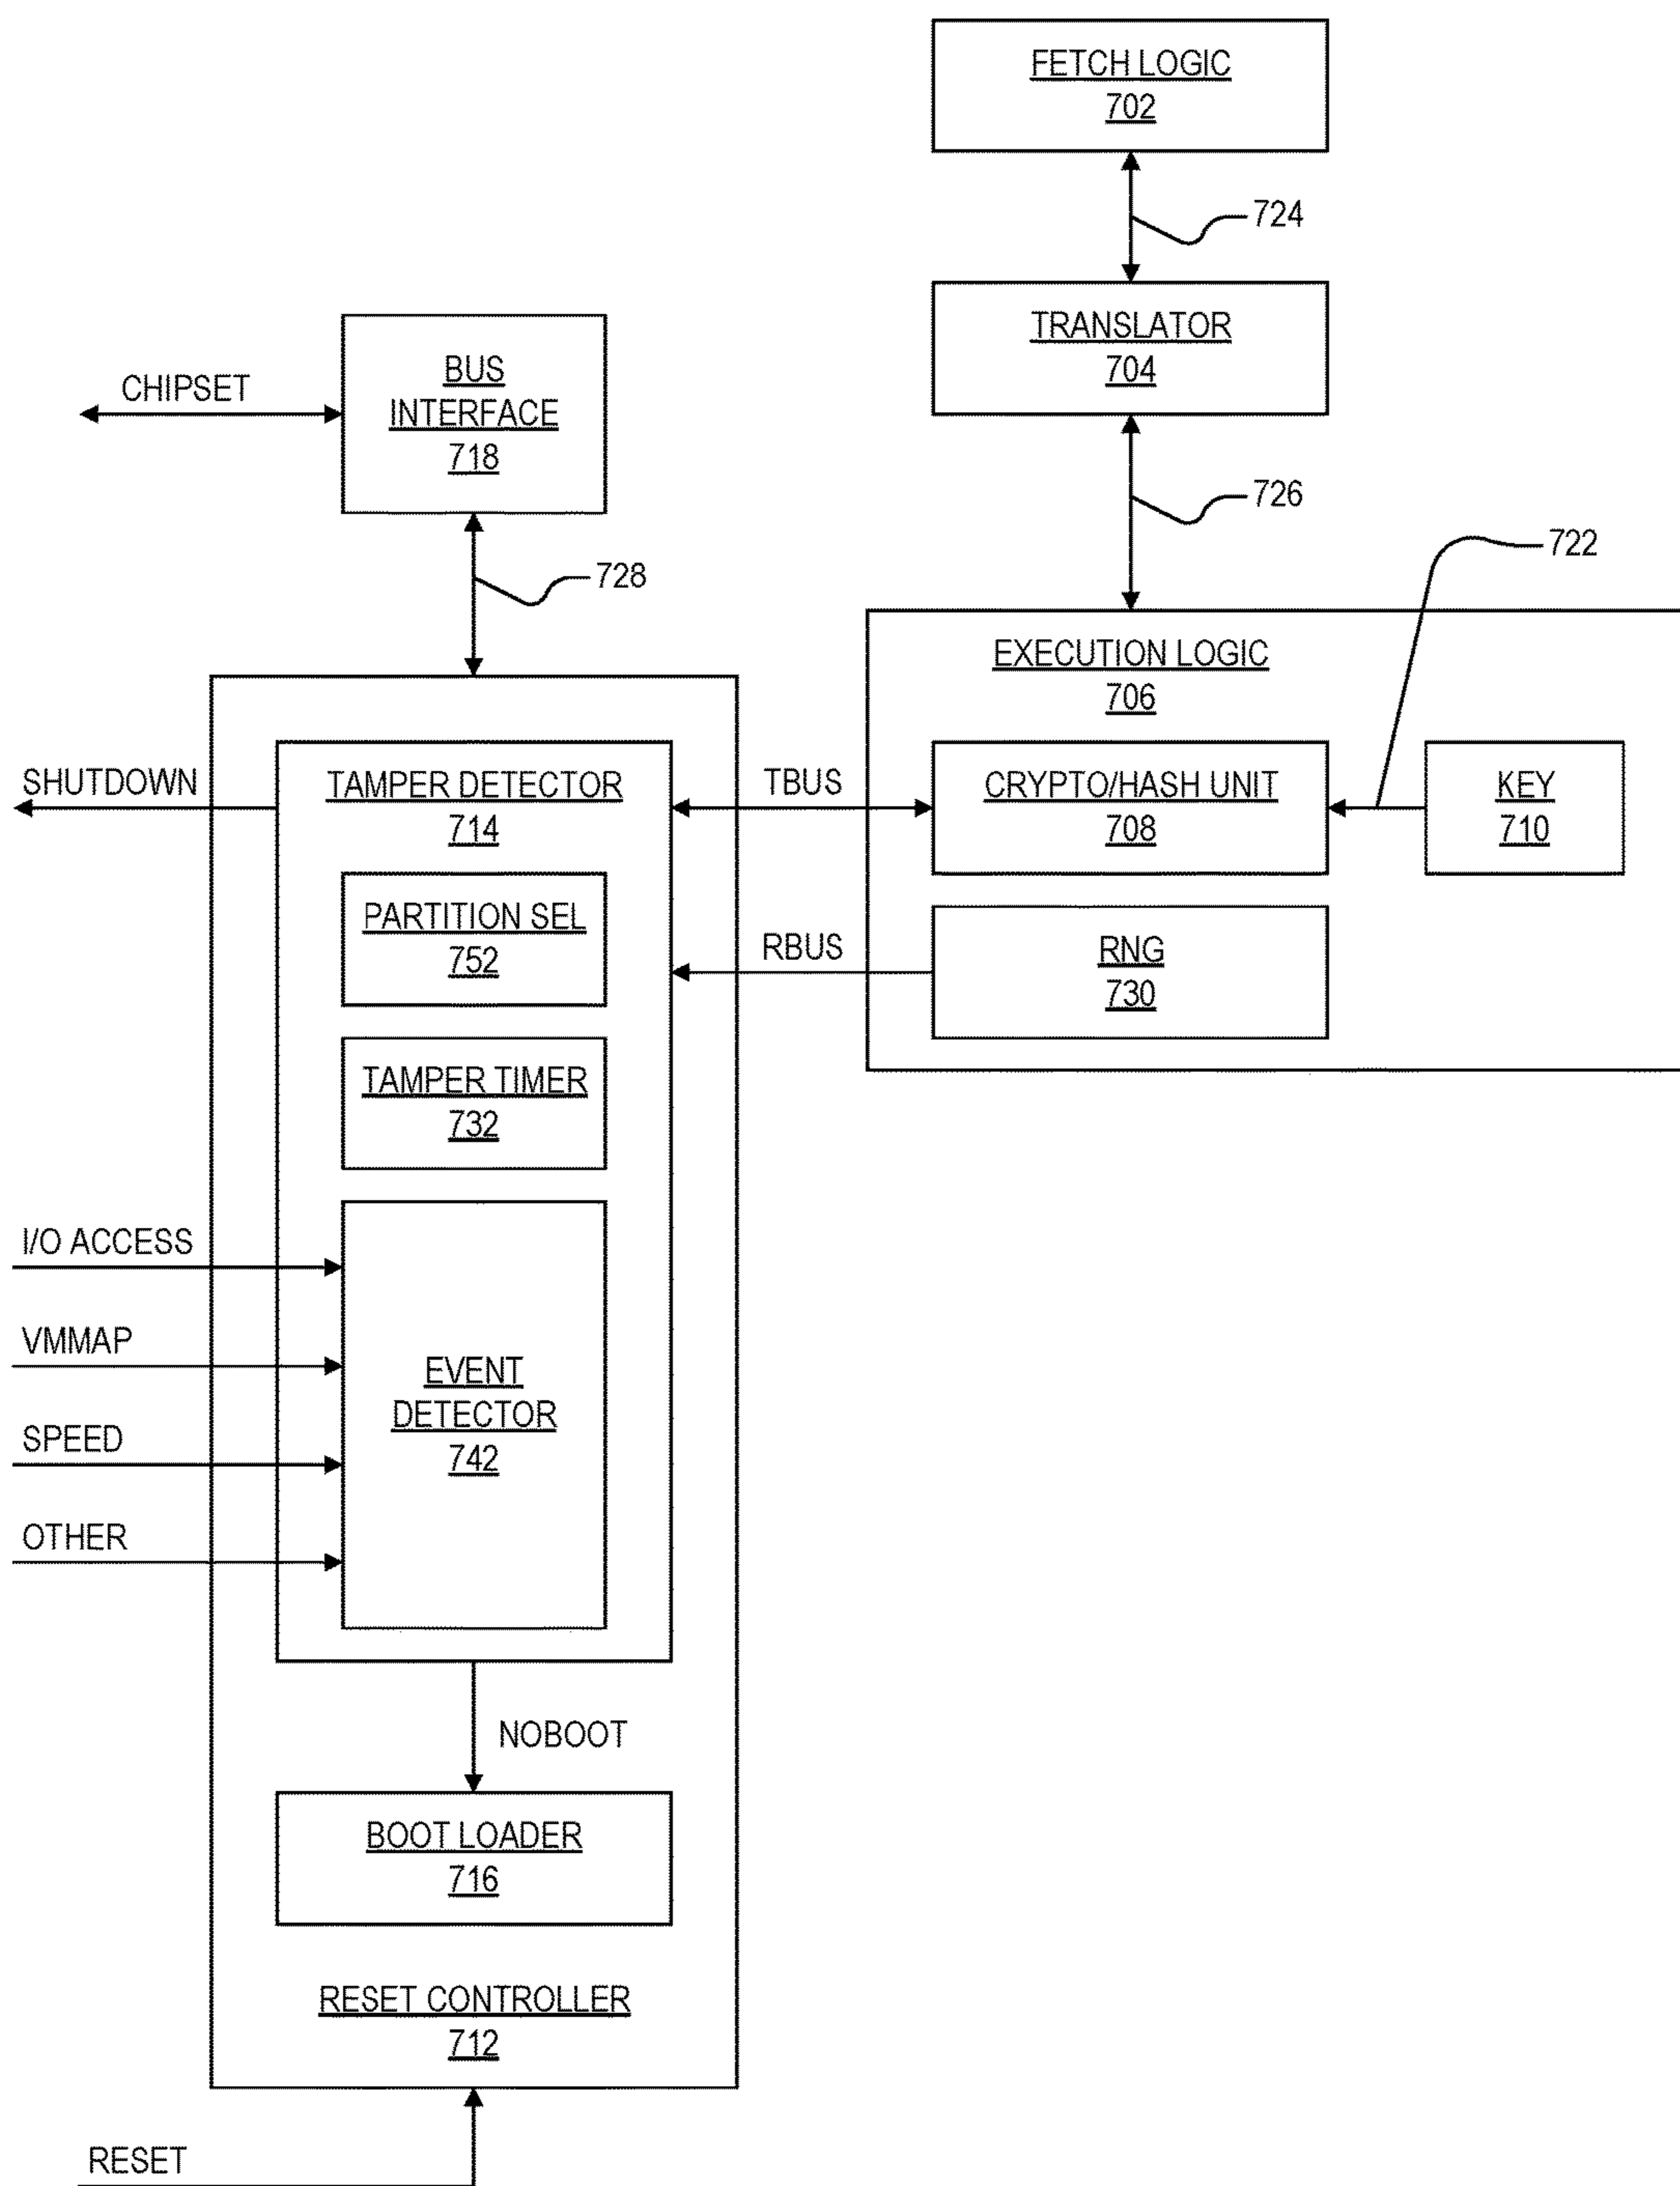 FETCH LOGIC
702
724
TRANSLATOR
704
BUS
INTERFACE
718
CHIPSET
726
722
728
EXECUTION LOGIC
706
SHUTDOWN
TAMPER DETECTOR
714
TBUS
CRYPTO/HASH UNIT
708
KEY
710
PARTITION SEL
752
RBUS
RNG
730
TAMPER TIMER
732
I/O ACCESS
VMMAP
SPEED
OTHER
EVENT
DETECTOR
742
NOBOOT
BOOT LOADER
716
RESET CONTROLLER
712
RESET